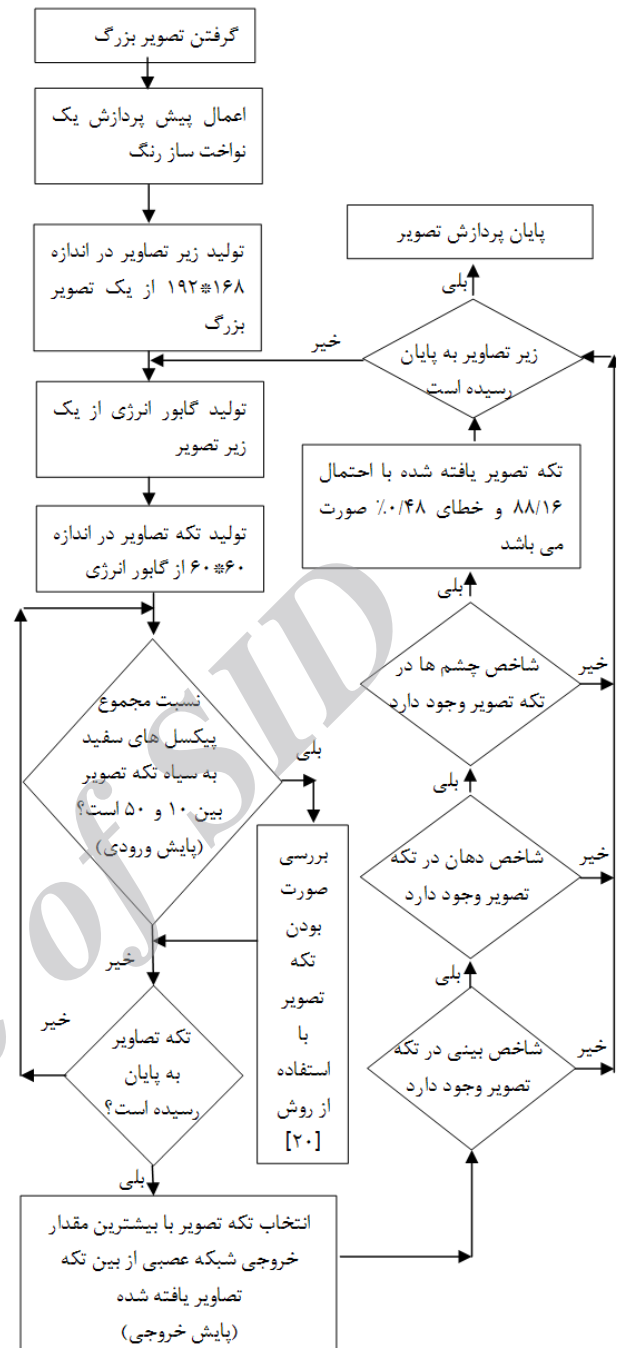 گرفتن تصویر بزرگ
اعمال پیش پردازش یک
نواخت ساز رنگ
تولید زیر تصاویر در اندازه
۱۹۲*۱۶۸ از یک تصویر
بزرگ
تولید گابور انرژی از یک
زیر تصویر
تولید تکه تصاویر در اندازه
۶۰*۶۰ از گابور انرژی
نسبت مجموع
پیکسل های سفید
به سیاه تکه تصویر
بین ۱۰ و ۵۰ است؟
(پایش ورودی)
بلی
خیر
بررسی
صورت
بودن
تکه
تصویر
با
استفاده
از روش
[۲۰]
تکه تصاویر
به پایان
رسیده است؟
خیر
بلی
انتخاب تکه تصویر با بیشترین مقدار
خروجی شبکه عصبی از بین تکه
تصاویر یافته شده
(پایش خروجی)
شاخص بینی در تکه
تصویر وجود دارد
خیر
بلی
شاخص دهان در تکه
تصویر وجود دارد
خیر
بلی
شاخص چشم ها در
تکه تصویر وجود دارد
خیر
بلی
تکه تصویر یافته شده با احتمال
۸۸/۱۶ و خطای ۰/۴۸٪ صورت
می باشد
زیر تصاویر به پایان
رسیده است
خیر
بلی
پایان پردازش تصویر
of SID